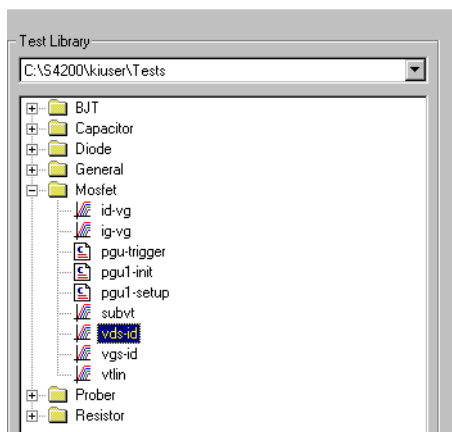 Test Library
C:\S4200\kiuser\Tests
BJT
Capacitor
Diode
General
Mosfet
id-vg
ig-vg
pgu-trigger
pgu1-init
pgu1-setup
subvt
vds-id
vgs-id
vtlin
Prober
Resistor